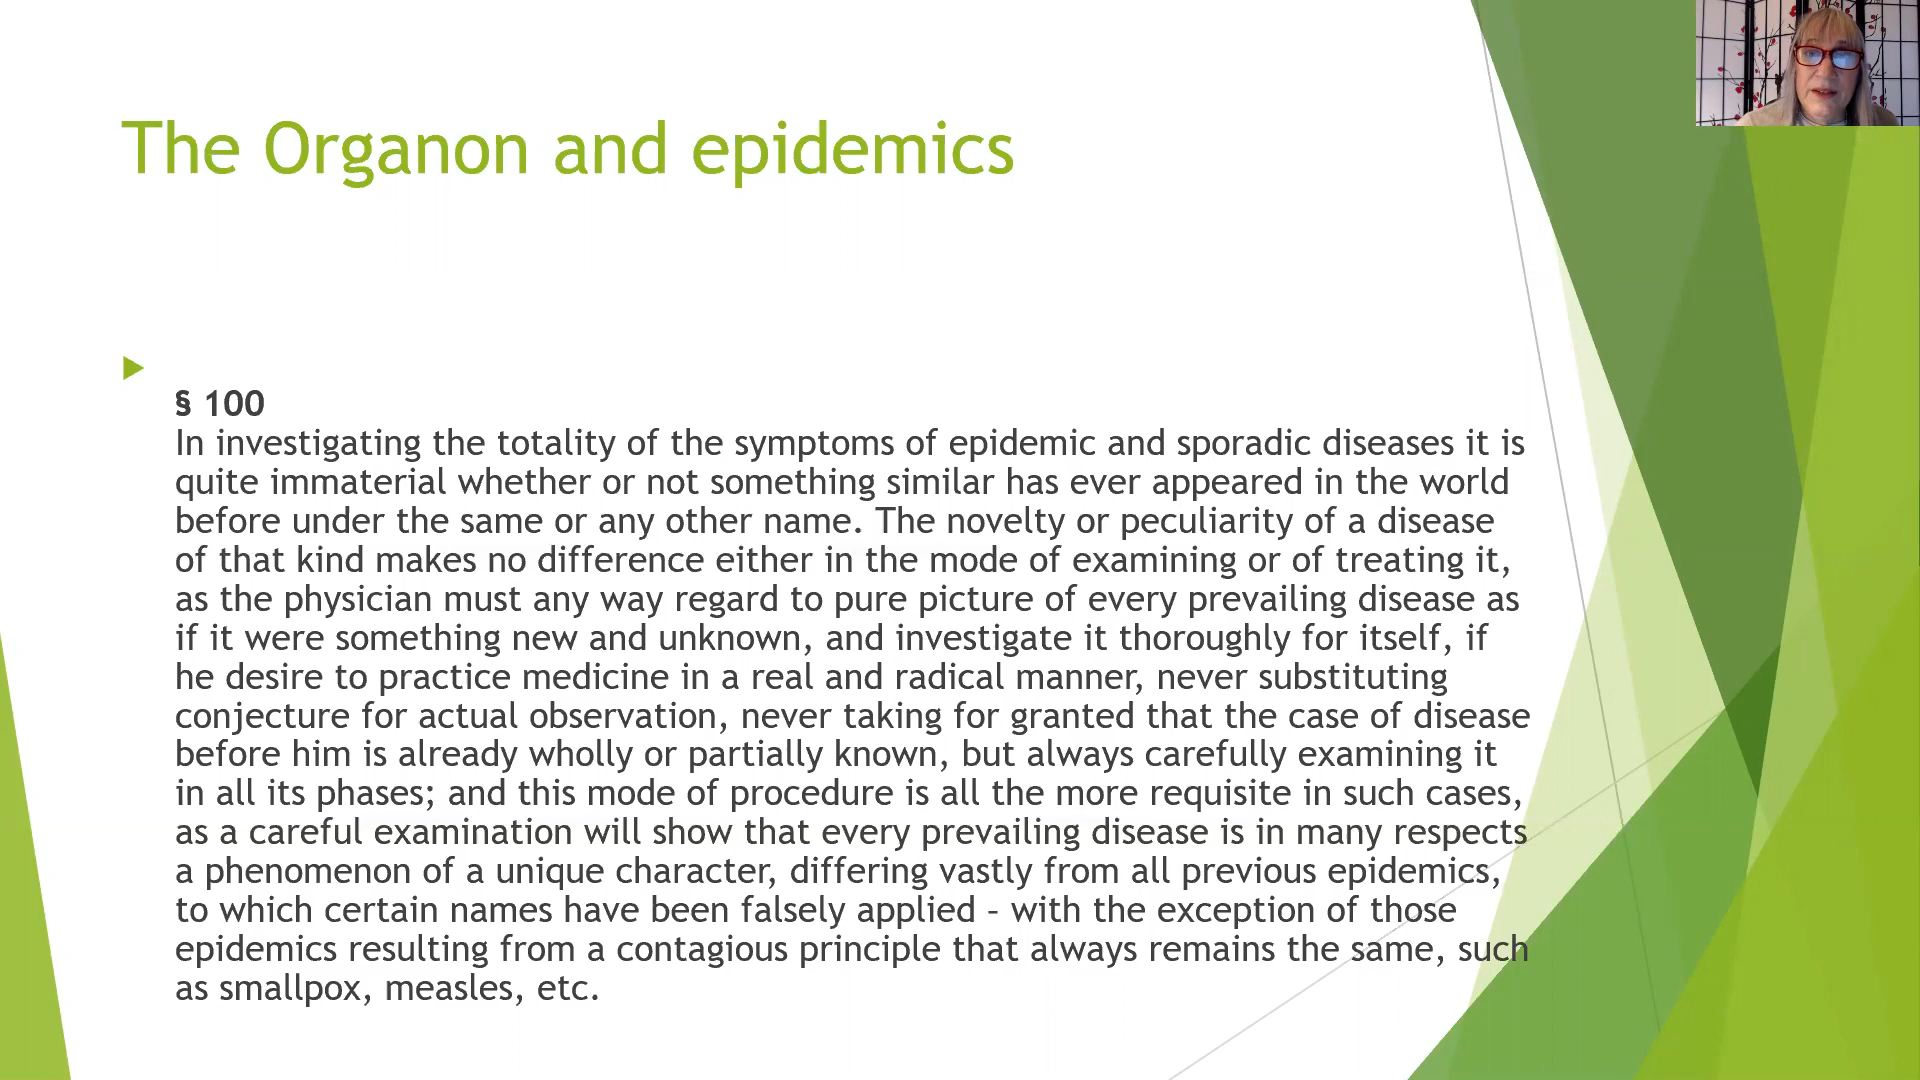 The Organon and epidemics
§ 100
In investigating the totality of the symptoms of epidemic and sporadic diseases it is
quite immaterial whether or not something similar has ever appeared in the world
before under the same or any other name. The novelty or peculiarity of a disease
of that kind makes no difference either in the mode of examining or of treating it,
as the physician must any way regard to pure picture of every prevailing disease as
if it were something new and unknown, and investigate it thoroughly for itself, if
he desire to practice medicine in a real and radical manner, never substituting
conjecture for actual observation, never taking for granted that the case of disease
before him is already wholly or partially known, but always carefully examining it
in all its phases; and this mode of procedure is all the more requisite in such cases,
as a careful examination will show that every prevailing disease is in many respects
a phenomenon of a unique character, differing vastly from all previous epidemics,
to which certain names have been falsely applied – with the exception of those
epidemics resulting from a contagious principle that always remains the same, such
as smallpox, measles, etc.